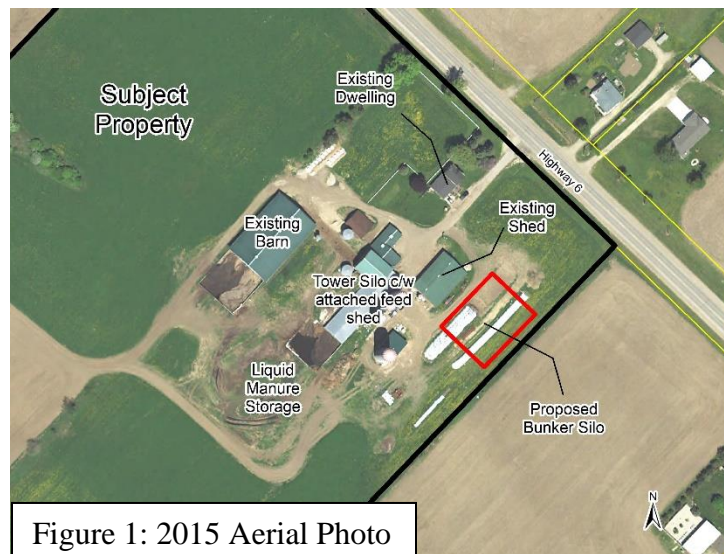 Subject
Property
Existing
Dwelling
Highway 6
Existing
Barn
Existing
Shed
Tower Silo c/w
attached feed
shed
Liquid
Manure
Storage
Proposed
Bunker Silo
N
Figure 1: 2015 Aerial Photo